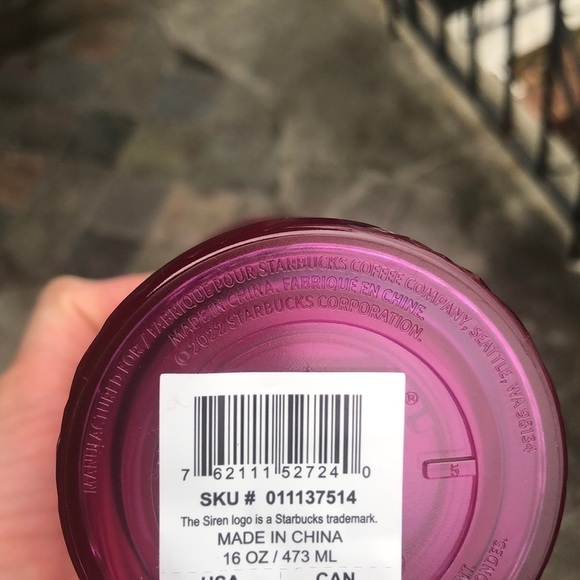 MANUFACTURED FOR / FABRIQUÉ POUR STARBUCKS COFFEE COMPANY, SEATTLE, WA 98134
MADE IN CHINA. FABRIQUÉ EN CHINE.
©2022 STARBUCKS CORPORATION.
®
7 62111 52724 0
SKU # 011137514
The Siren logo is a Starbucks trademark.
MADE IN CHINA
16 OZ / 473 ML
USA CAN